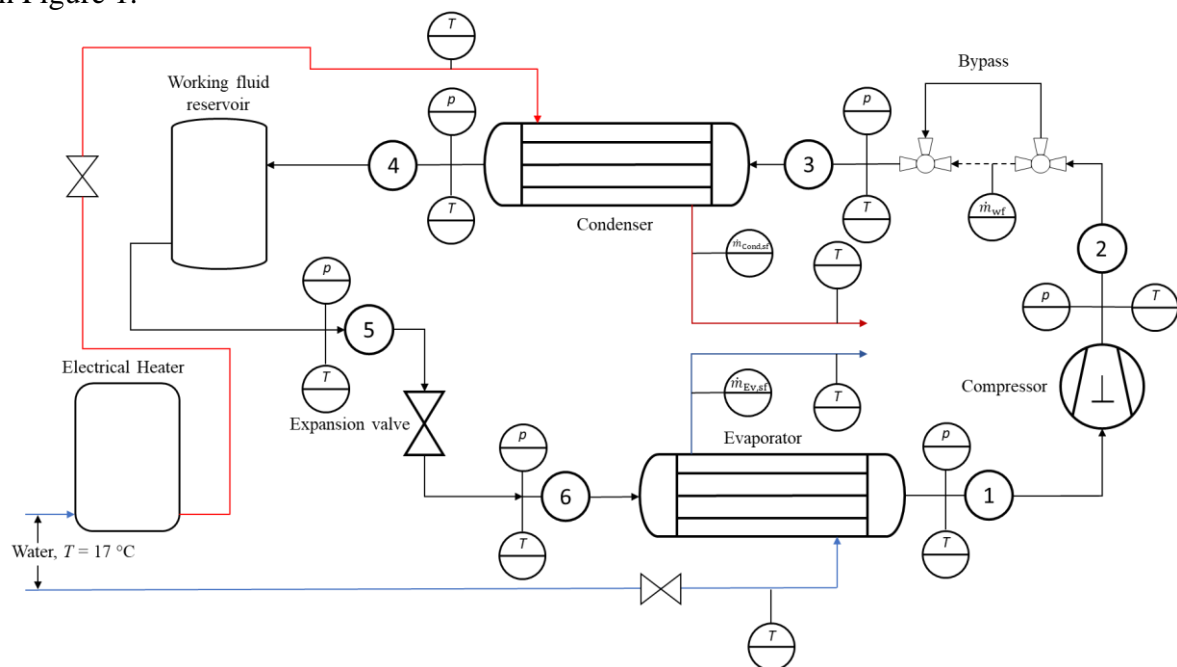 n Figure 1.
T
Working fluid
reservoir
p
T
4
Condenser
3
p
T
Bypass
ṁwf
2
p
T
Compressor
ṁCond,sf
T
p
5
T
Expansion valve
Electrical Heater
ṁEv,sf
T
Evaporator
p
6
T
p
1
T
Water, T = 17 °C
T